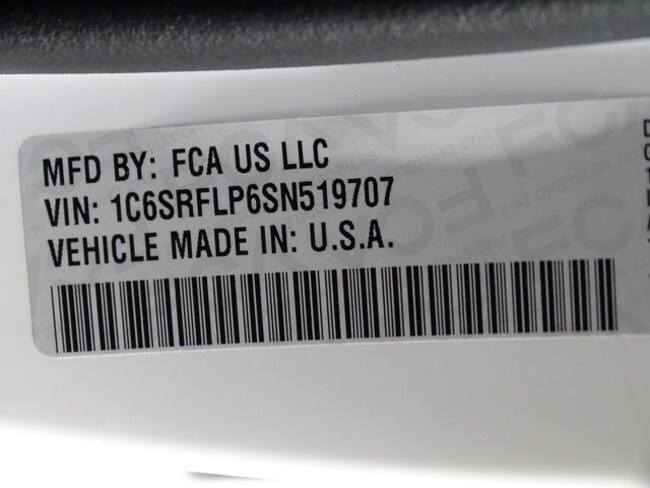 MFD BY: FCA US LLC
VIN: 1C6SRFLP6SN519707
VEHICLE MADE IN: U.S.A.